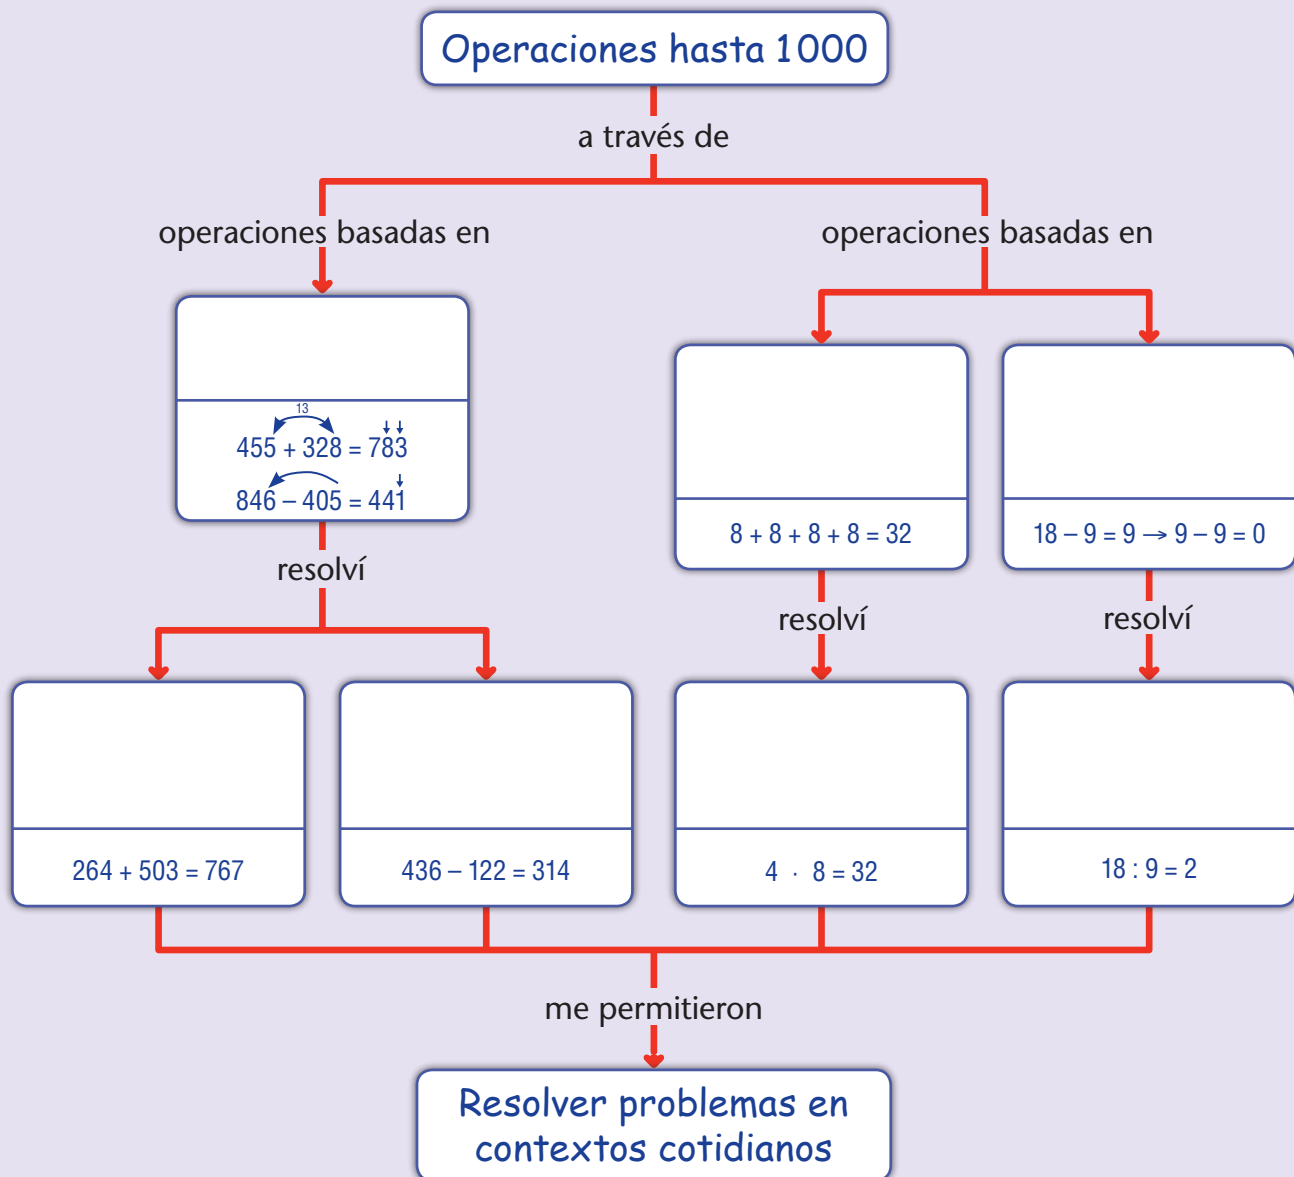 Operaciones hasta 1000
a través de
operaciones basadas en
operaciones basadas en
13
455 + 328 = 783
846 – 405 = 441
8 + 8 + 8 + 8 = 32
18 – 9 = 9 → 9 – 9 = 0
resolví
resolví
resolví
264 + 503 = 767
436 – 122 = 314
4 · 8 = 32
18 : 9 = 2
me permitieron
Resolver problemas en
contextos cotidianos